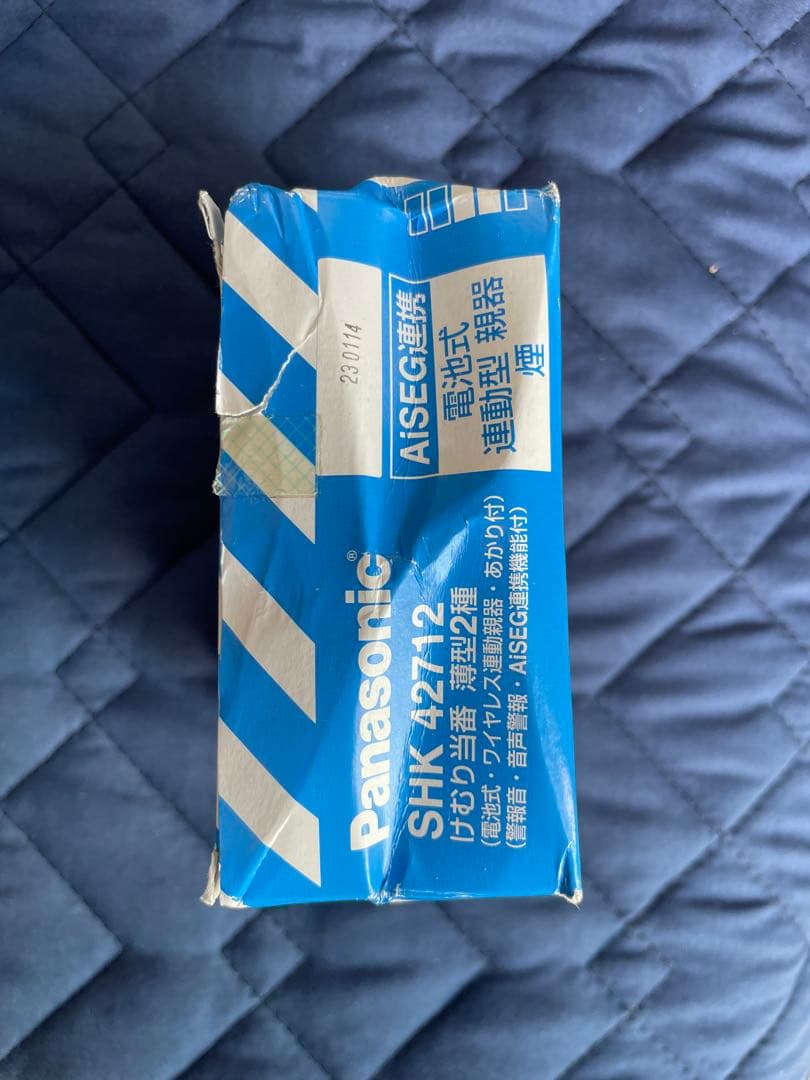 Panasonic®
SHK 42712
けむり当番 薄型2種
(電池式・ワイヤレス連動親器・あかり付)
(警報音・音声警報・AiSEG連携機能付)
230114
AiSEG連携
電池式
連動型 親器
煙